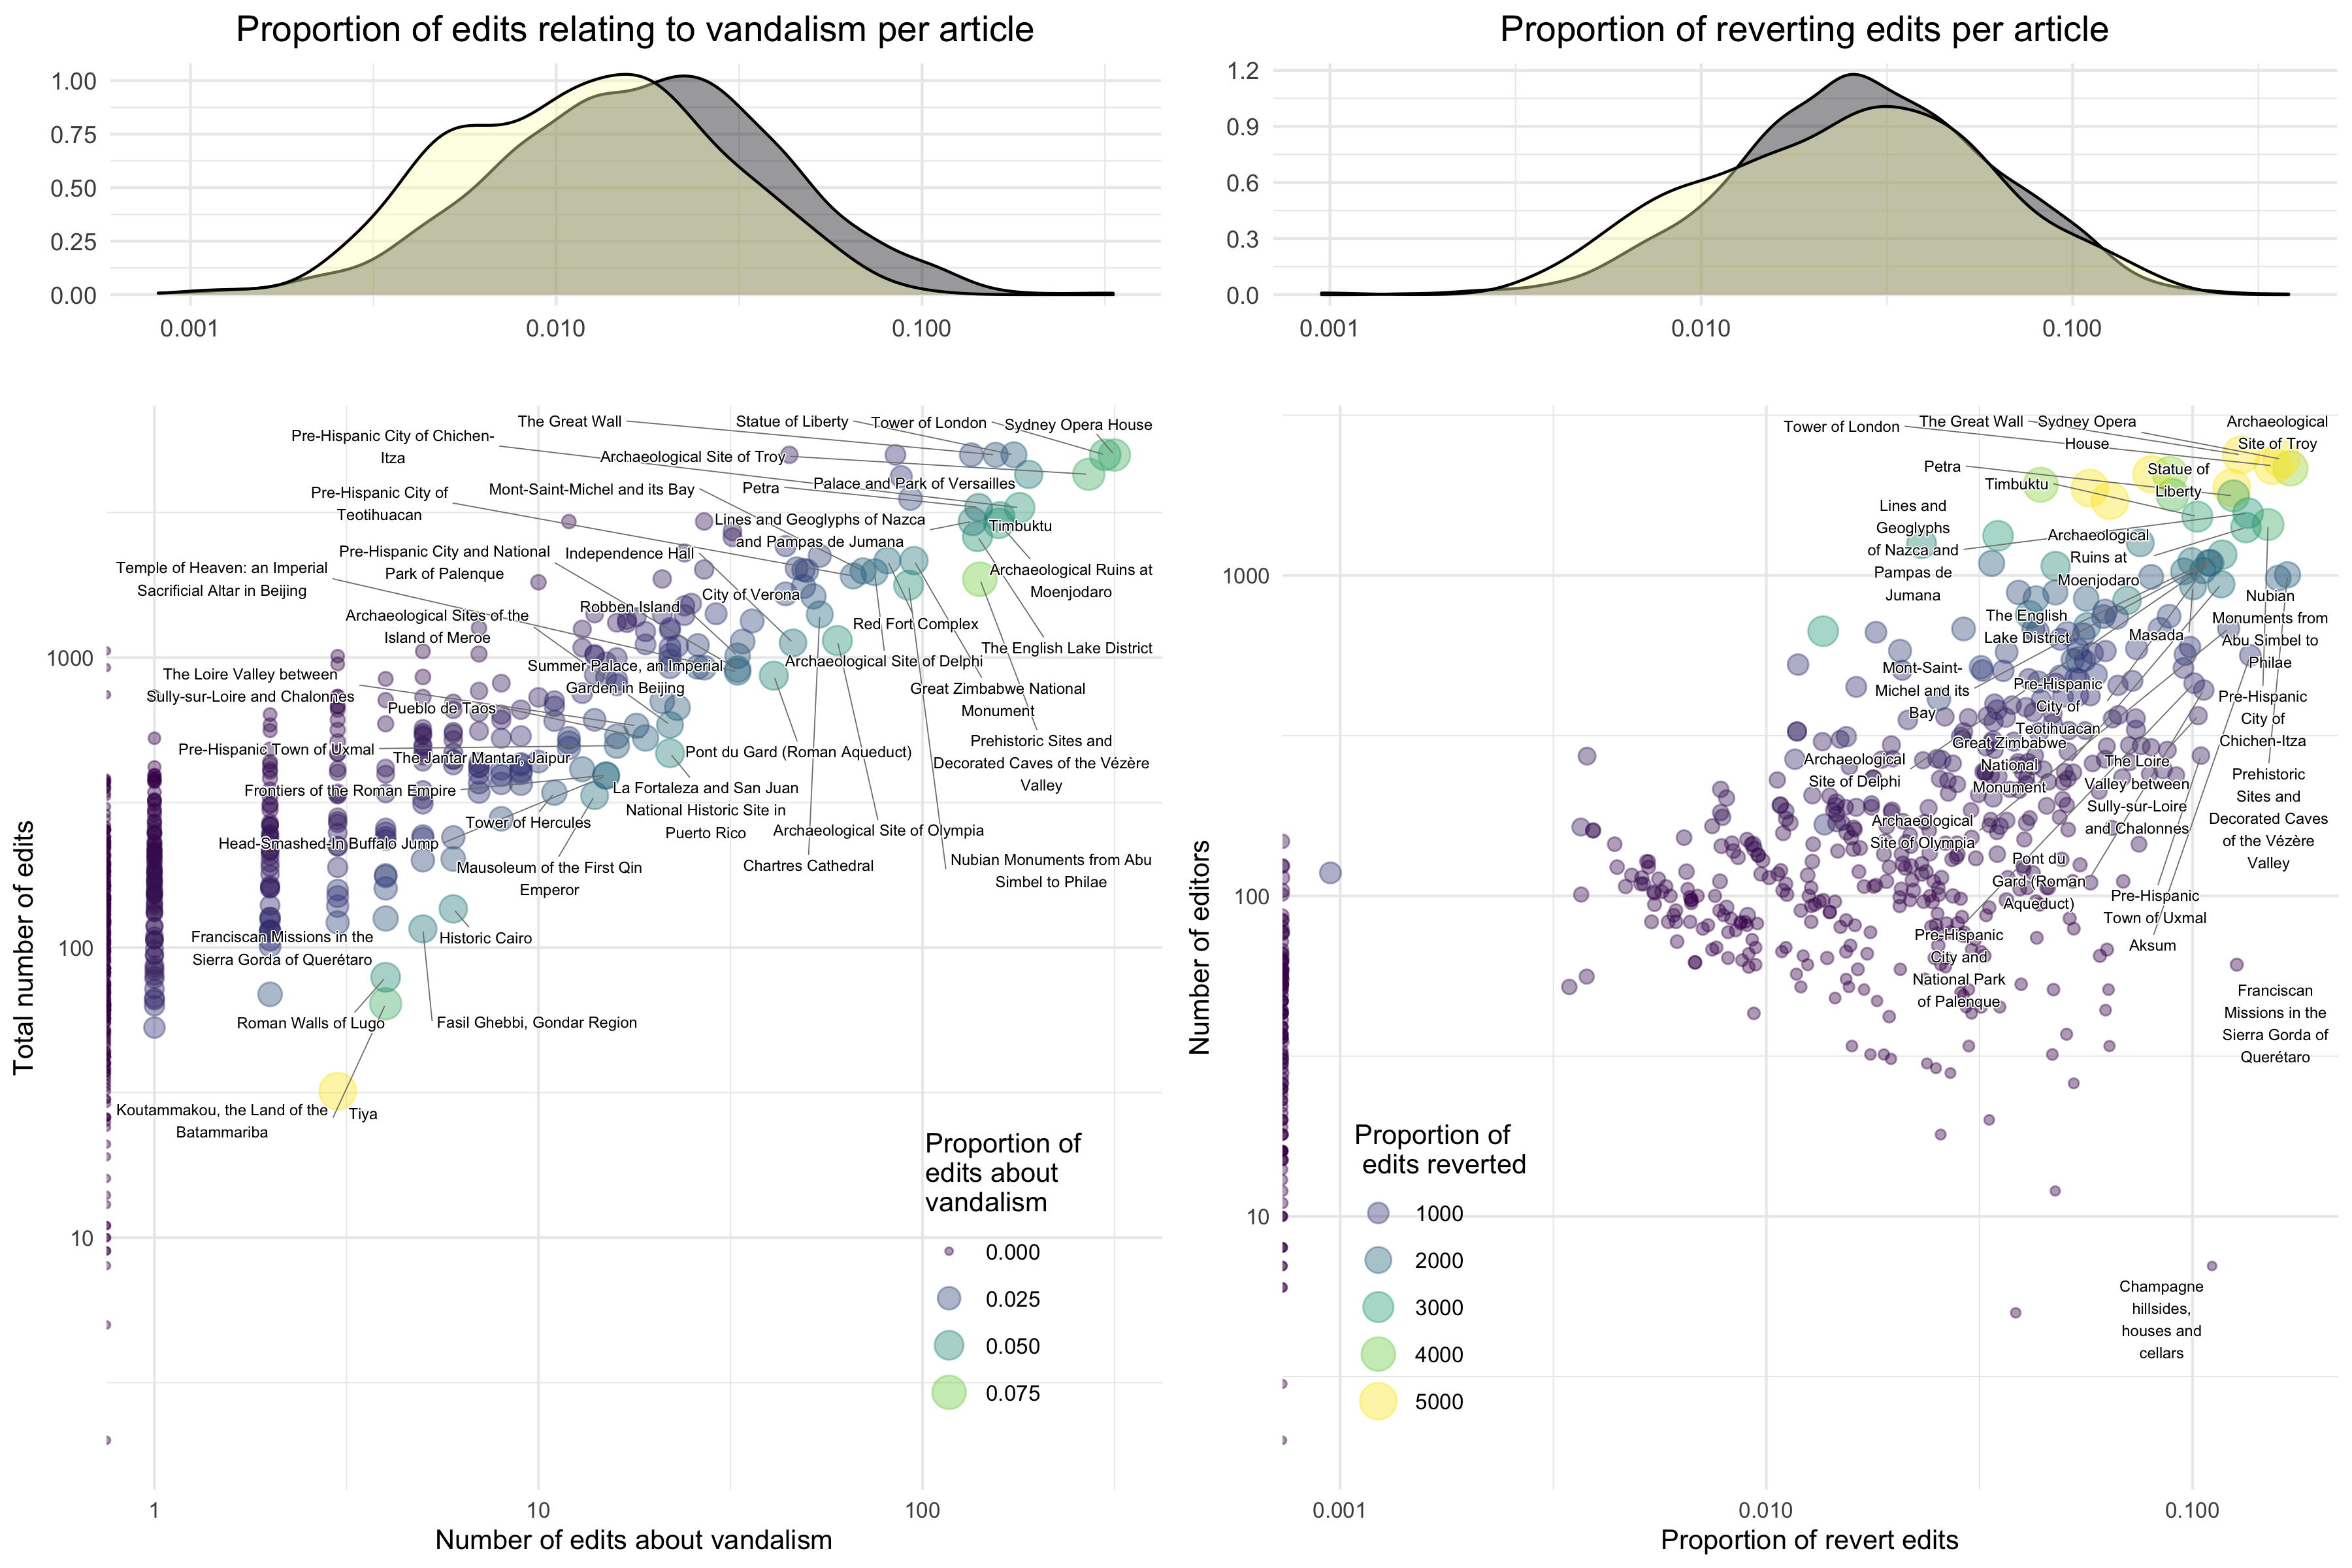 Proportion of edits relating to vandalism per article
1.00
0.75
0.50
0.25
0.00
0.001
0.010
0.100
Proportion of reverting edits per article
1.2
0.9
0.6
0.3
0.0
0.001
0.010
0.100
Total number of edits
1000
100
10
The Great Wall
Statue of Liberty
Tower of London
Sydney Opera House
Pre-Hispanic City of Chichen-
Itza
Archaeological Site of Troy
Pre-Hispanic City of
Teotihuacan
Mont-Saint-Michel and its Bay
Petra
Palace and Park of Versailles
Lines and Geoglyphs of Nazca
and Pampas de Jumana
Timbuktu
Pre-Hispanic City and National
Park of Palenque
Independence Hall
Temple of Heaven: an Imperial
Sacrificial Altar in Beijing
Archaeological Ruins at
Moenjodaro
City of Verona
Robben Island
Archaeological Sites of the
Island of Meroe
Red Fort Complex
The English Lake District
Summer Palace, an Imperial
Garden in Beijing
Archaeological Site of Delphi
The Loire Valley between
Sully-sur-Loire and Chalonnes
Great Zimbabwe National
Monument
Pueblo de Taos
Pre-Hispanic Town of Uxmal
The Jantar Mantar, Jaipur
Pont du Gard (Roman Aqueduct)
Prehistoric Sites and
Decorated Caves of the Vézère
Valley
Frontiers of the Roman Empire
La Fortaleza and San Juan
National Historic Site in
Puerto Rico
Tower of Hercules
Archaeological Site of Olympia
Head-Smashed-In Buffalo Jump
Mausoleum of the First Qin
Emperor
Chartres Cathedral
Nubian Monuments from Abu
Simbel to Philae
Franciscan Missions in the
Sierra Gorda of Querétaro
Historic Cairo
Roman Walls of Lugo
Fasil Ghebbi, Gondar Region
Koutammakou, the Land of the
Batammariba
Tiya
Proportion of
edits about
vandalism
0.000
0.025
0.050
0.075
1
10
100
Number of edits about vandalism
Number of editors
1000
100
10
Tower of London
The Great Wall
Sydney Opera
House
Archaeological
Site of Troy
Petra
Statue of
Liberty
Timbuktu
Lines and
Geoglyphs
of Nazca and
Pampas de
Jumana
Archaeological
Ruins at
Moenjodaro
Nubian
Monuments from
Abu Simbel to
Philae
The English
Lake District
Masada
Mont-Saint-
Michel and its
Bay
Pre-Hispanic
City of
Teotihuacan
Pre-Hispanic
City of
Chichen-Itza
Great Zimbabwe
National
Monument
Archaeological
Site of Delphi
The Loire
Valley between
Sully-sur-Loire
and Chalonnes
Prehistoric
Sites and
Decorated Caves
of the Vézère
Valley
Archaeological
Site of Olympia
Pont du
Gard (Roman
Aqueduct)
Pre-Hispanic
Town of Uxmal
Aksum
Pre-Hispanic
City and
National Park
of Palenque
Franciscan
Missions in the
Sierra Gorda of
Querétaro
Champagne
hillsides,
houses and
cellars
Proportion of
edits reverted
1000
2000
3000
4000
5000
0.001
0.010
0.100
Proportion of revert edits